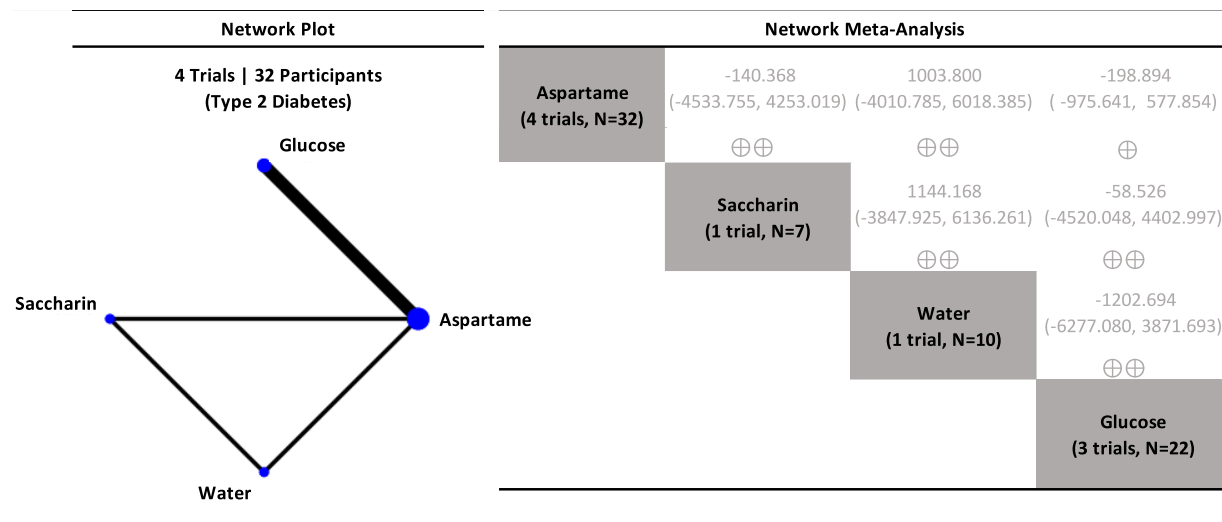 Network Plot
4 Trials | 32 Participants
(Type 2 Diabetes)
Glucose
Saccharin
Aspartame
Water
Network Meta-Analysis
Aspartame
(4 trials, N=32)
-140.368
(-4533.755, 4253.019)
⊕⊕
1003.800
(-4010.785, 6018.385)
⊕⊕
-198.894
( -975.641, 577.854)
⊕
Saccharin
(1 trial, N=7)
1144.168
(-3847.925, 6136.261)
⊕⊕
-58.526
(-4520.048, 4402.997)
⊕⊕
Water
(1 trial, N=10)
-1202.694
(-6277.080, 3871.693)
⊕⊕
Glucose
(3 trials, N=22)